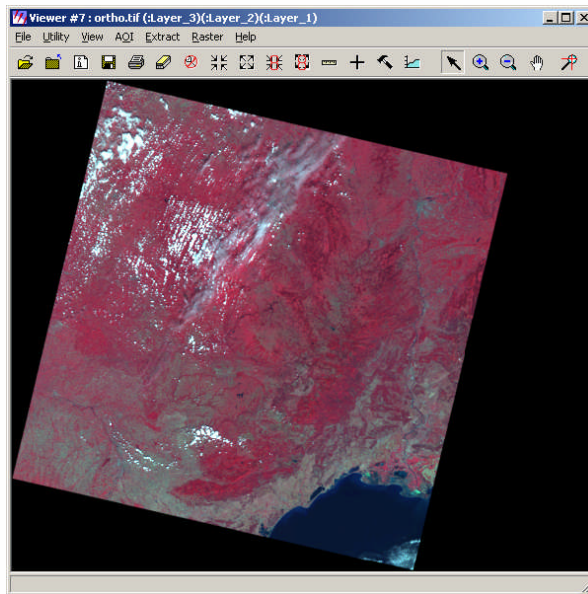 Viewer #7 : ortho.tif (:Layer_3)(:Layer_2)(:Layer_1)
File Utility View AOI Extract Raster Help